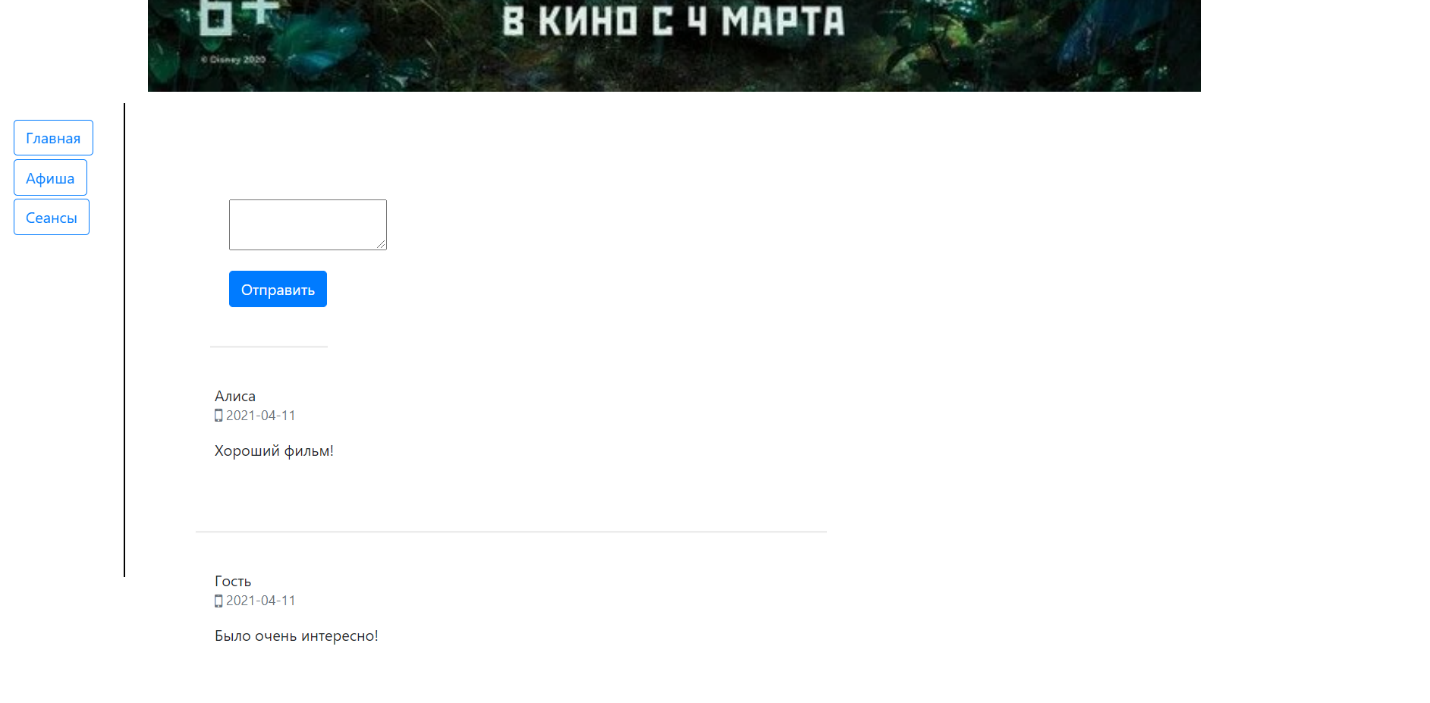 6+
В КИНО С 4 МАРТА
© Disney 2020
Главная
Афиша
Сеансы
Отправить
Алиса
2021-04-11
Хороший фильм!
Гость
2021-04-11
Было очень интересно!